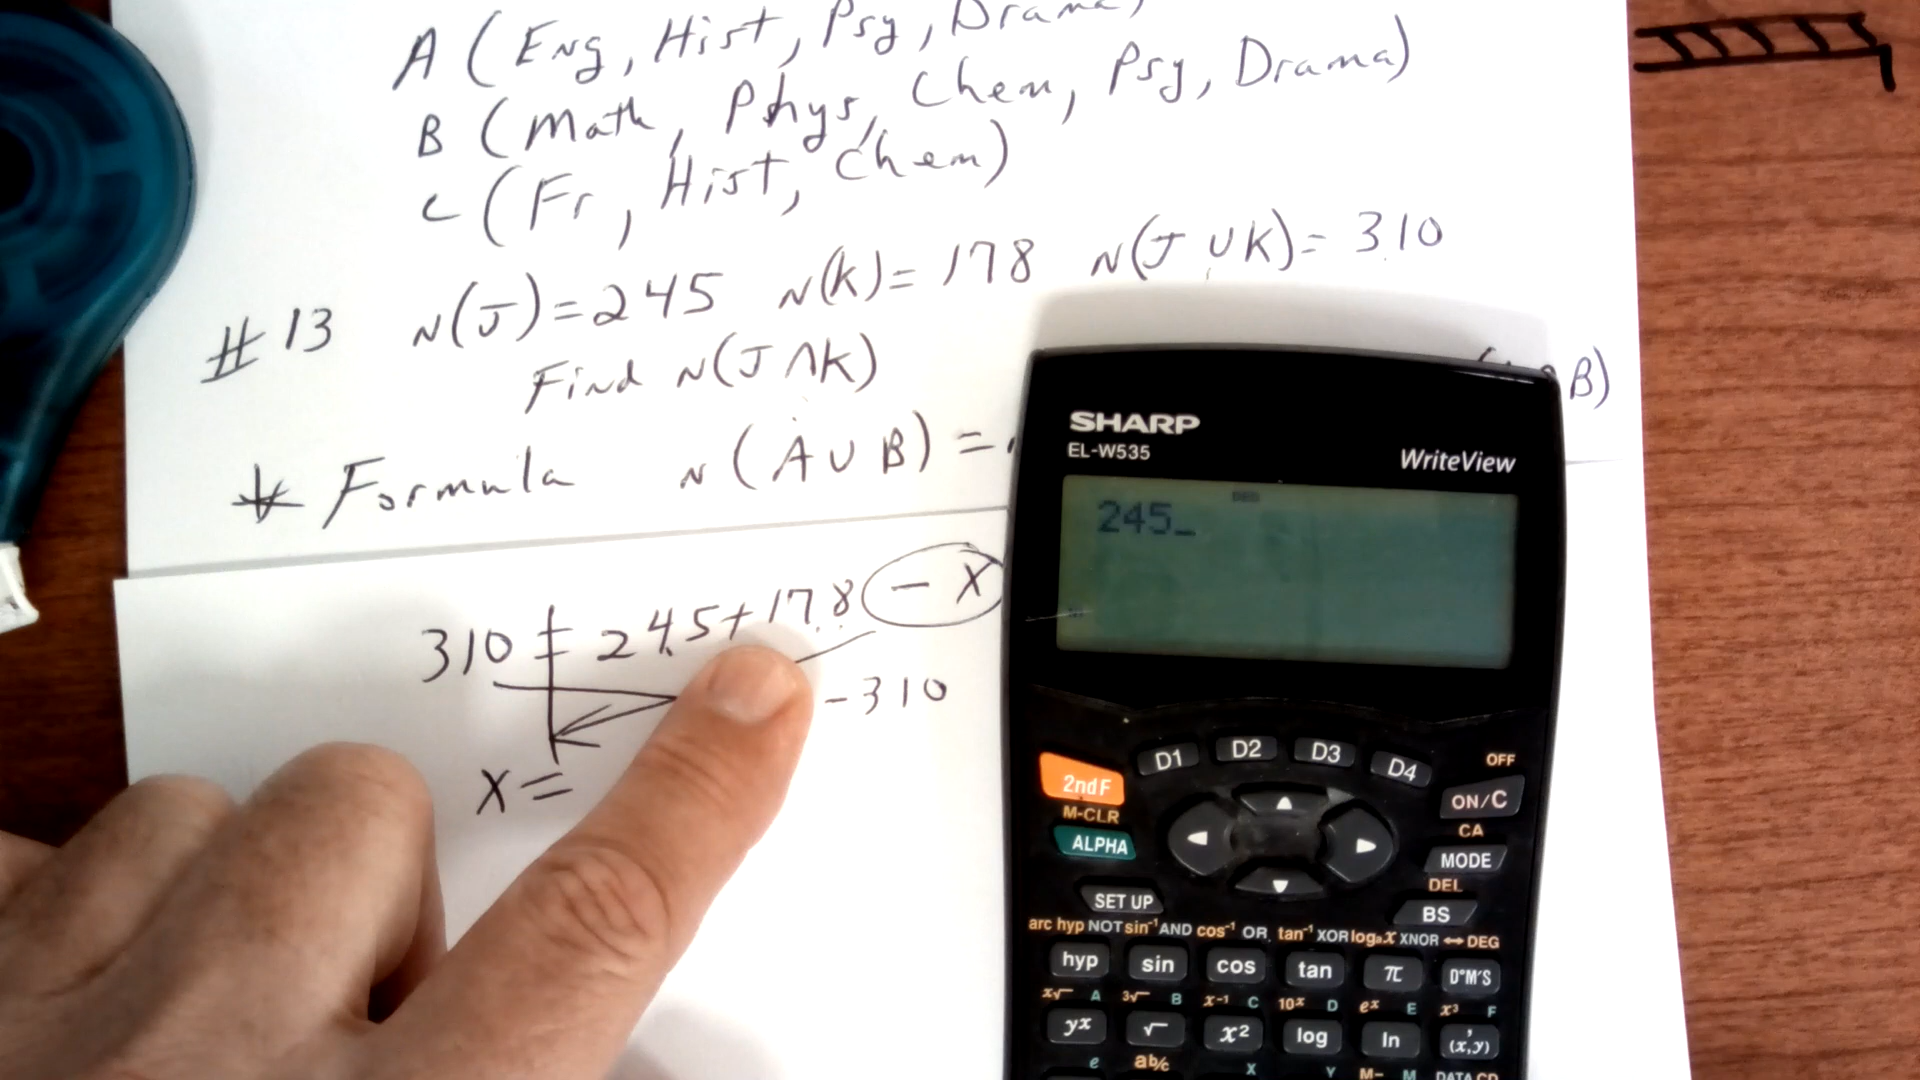 A (Eng, Hist, Psy, Drama)
B (Math, Phys, Chem, Psy, Drama)
C (Fr, Hist, Chem)
#13 N(J)=245 N(K)=178 N(J∪K)=310
Find N(J∩K)
B)
* Formula N(A∪B)=
310 = 245+178 - X
-310
X=
SHARP
EL-W535
WriteView
245_
D1 D2 D3 D4
OFF
2ndF
ON/C
M-CLR
CA
ALPHA
MODE
DEL
SET UP
BS
arc hyp NOT sin⁻¹ AND cos⁻¹ OR tan⁻¹ XOR logₐX XNOR ↔DEG
hyp sin cos tan π D°M'S
x√ A 3√ B x⁻¹ C 10ˣ D eˣ E x³ F
yˣ √ x² log ln (x,y)
e ab/c X Y M- M DATA CD